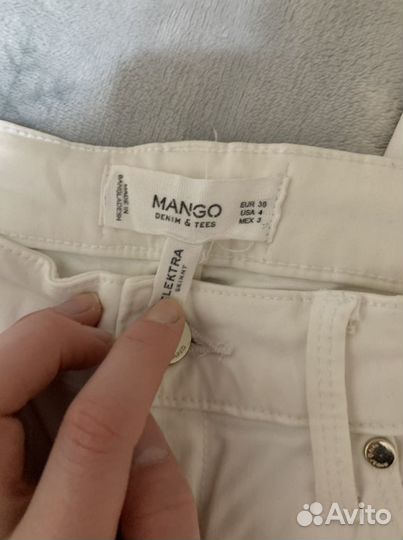 MADE IN
BANGLADESH
MANGO
DENIM & TEES
EUR 38
USA 4
MEX 3
ELEKTRA
SKINNY
Avito